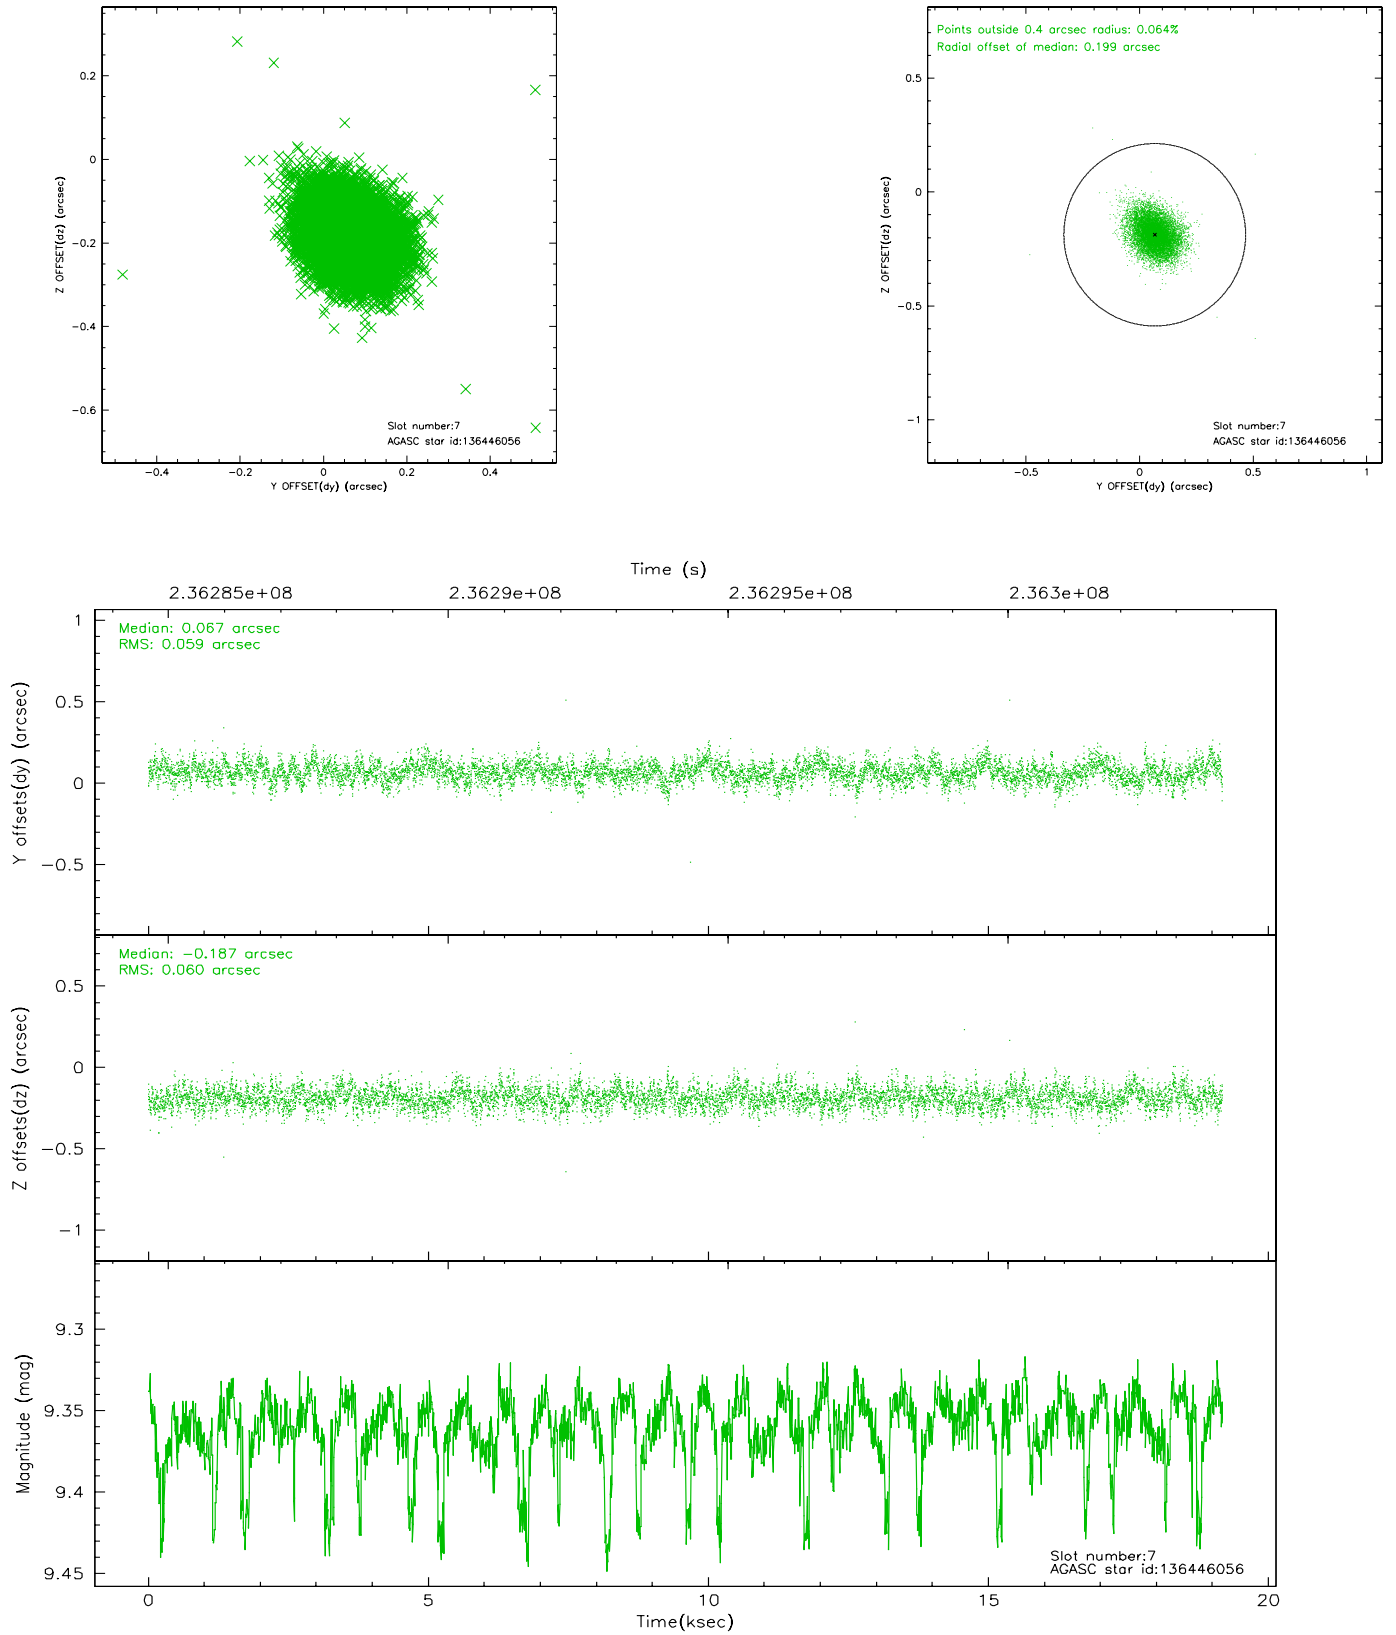 0.2
0
−0.2
−0.4
−0.6
Z OFFSET(dz) (arcsec)
Slot number:7
AGASC star id:136446056
−0.4
−0.2
0
0.2
0.4
Y OFFSET(dy) (arcsec)
Points outside 0.4 arcsec radius: 0.064%
Radial offset of median: 0.199 arcsec
0.5
0
−0.5
−1
Z OFFSET(dz) (arcsec)
Slot number:7
AGASC star id:136446056
−0.5
0
0.5
1
Y OFFSET(dy) (arcsec)
Time (s)
2.36285e+08
2.3629e+08
2.36295e+08
2.363e+08
Median: 0.067 arcsec
RMS: 0.059 arcsec
1
0.5
0
−0.5
Y offsets(dy) (arcsec)
Median: −0.187 arcsec
RMS: 0.060 arcsec
0.5
0
−0.5
−1
Z offsets(dz) (arcsec)
9.3
9.35
9.4
9.45
Magnitude (mag)
Slot number:7
AGASC star id:136446056
0
5
10
15
20
Time(ksec)